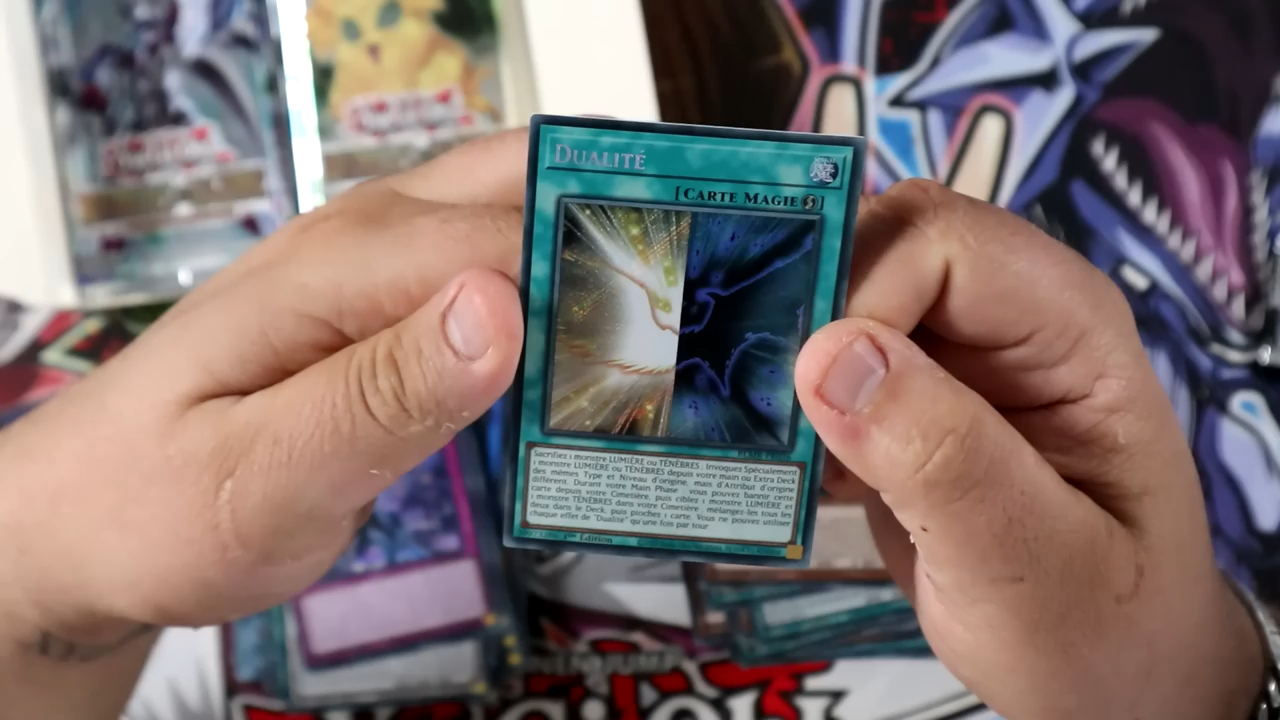 Dualité
魔
[Carte Magie]
Sacrifiez 1 monstre LUMIÈRE ou TÉNÈBRES ; Invoquez Spécialement
1 monstre LUMIÈRE ou TÉNÈBRES depuis votre main ou Extra Deck
des mêmes Type et Niveau d'origine, mais d'Attribut d'origine
différent. Durant votre Main Phase : vous pouvez bannir cette
carte depuis votre Cimetière, puis ciblez 1 monstre LUMIÈRE et
1 monstre TÉNÈBRES dans votre Cimetière ; mélangez-les tous les
deux dans le Deck, puis piochez 1 carte. Vous ne pouvez utiliser
chaque effet de "Dualité" qu'une fois par tour
1re Edition